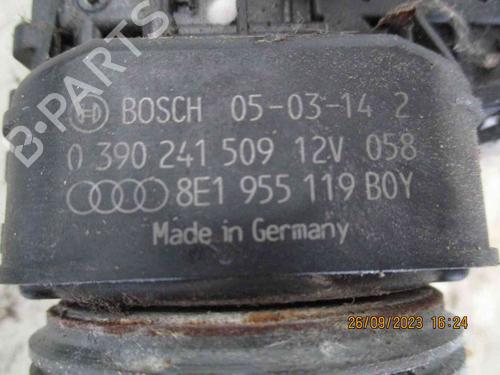 BOSCH 05-03-14 2
0 390 241 509 12V 058
8E1 955 119 B0Y
Made in Germany
26/09/2023 16:24